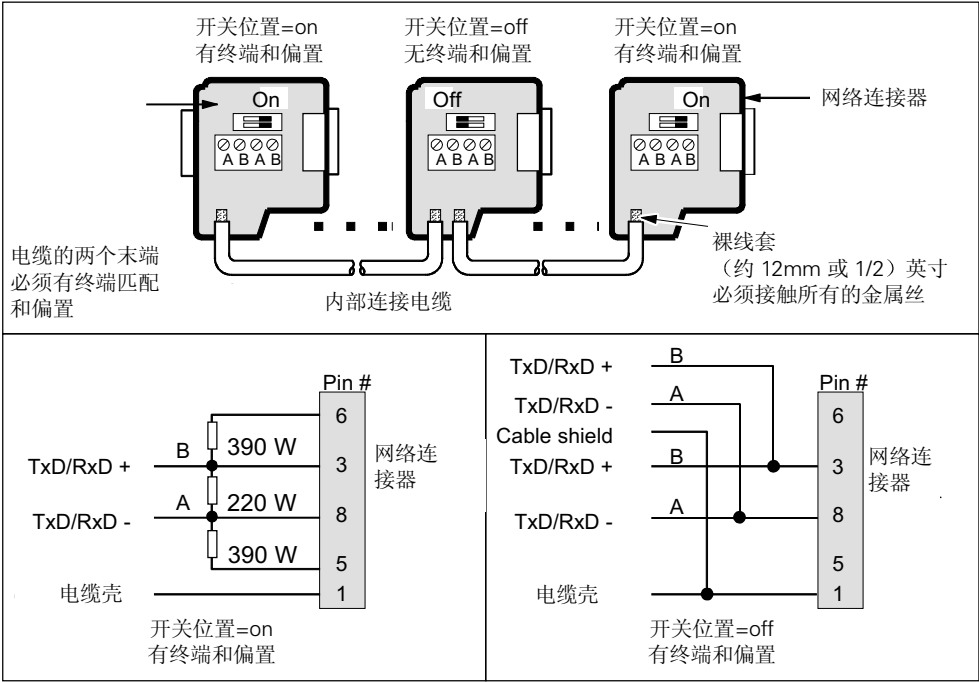 开关位置=on
有终端和偏置
开关位置=off
无终端和偏置
开关位置=on
有终端和偏置
On
Off
On
网络连接器
A B A B
A B A B
A B A B
电缆的两个末端
必须有终端匹配
和偏置
内部连接电缆
裸线套
（约 12mm 或 1/2）英寸
必须接触所有的金属丝
Pin #
6
390 W
B
TxD/RxD +
3
网络连
接器
A
220 W
TxD/RxD -
8
390 W
5
电缆壳
1
开关位置=on
有终端和偏置
TxD/RxD +
B
Pin #
TxD/RxD -
A
6
Cable shield
TxD/RxD +
B
3
网络连
接器
TxD/RxD -
A
8
5
电缆壳
1
开关位置=off
有终端和偏置